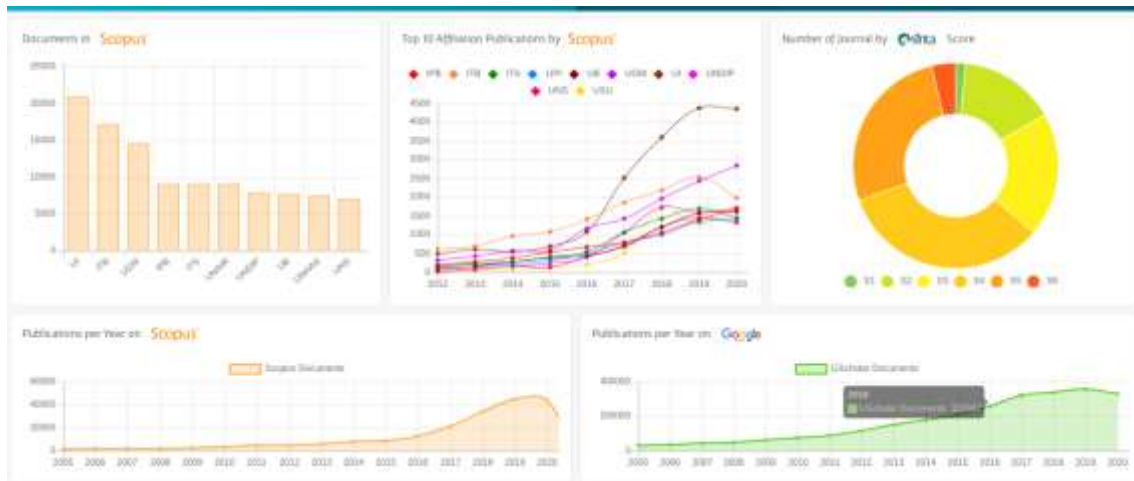 Documents in Scopus
25000
20000
15000
10000
5000
0
UI
ITB
UGM
IPB
ITS
UNDIP
UB
UNS
Top 10 Affiliation Publications by Scopus
IPB ITB ITS LIPI UB UGM UI UNDIP
UNS USU
4500
4000
3500
3000
2500
2000
1500
1000
500
0
2012 2013 2014 2015 2016 2017 2018 2019 2020
Number of Journal by Sinta Score
S1 S2 S3 S4 S5 S6
Publications per Year on Scopus
Scopus Documents
60000
40000
20000
0
2005 2006 2007 2008 2009 2010 2011 2012 2013 2014 2015 2016 2017 2018 2019 2020
Publications per Year on Google
GScholar Documents
400000
200000
0
2005 2006 2007 2008 2009 2010 2011 2012 2013 2014 2015 2016 2017 2018 2019 2020
2016
GScholar Documents